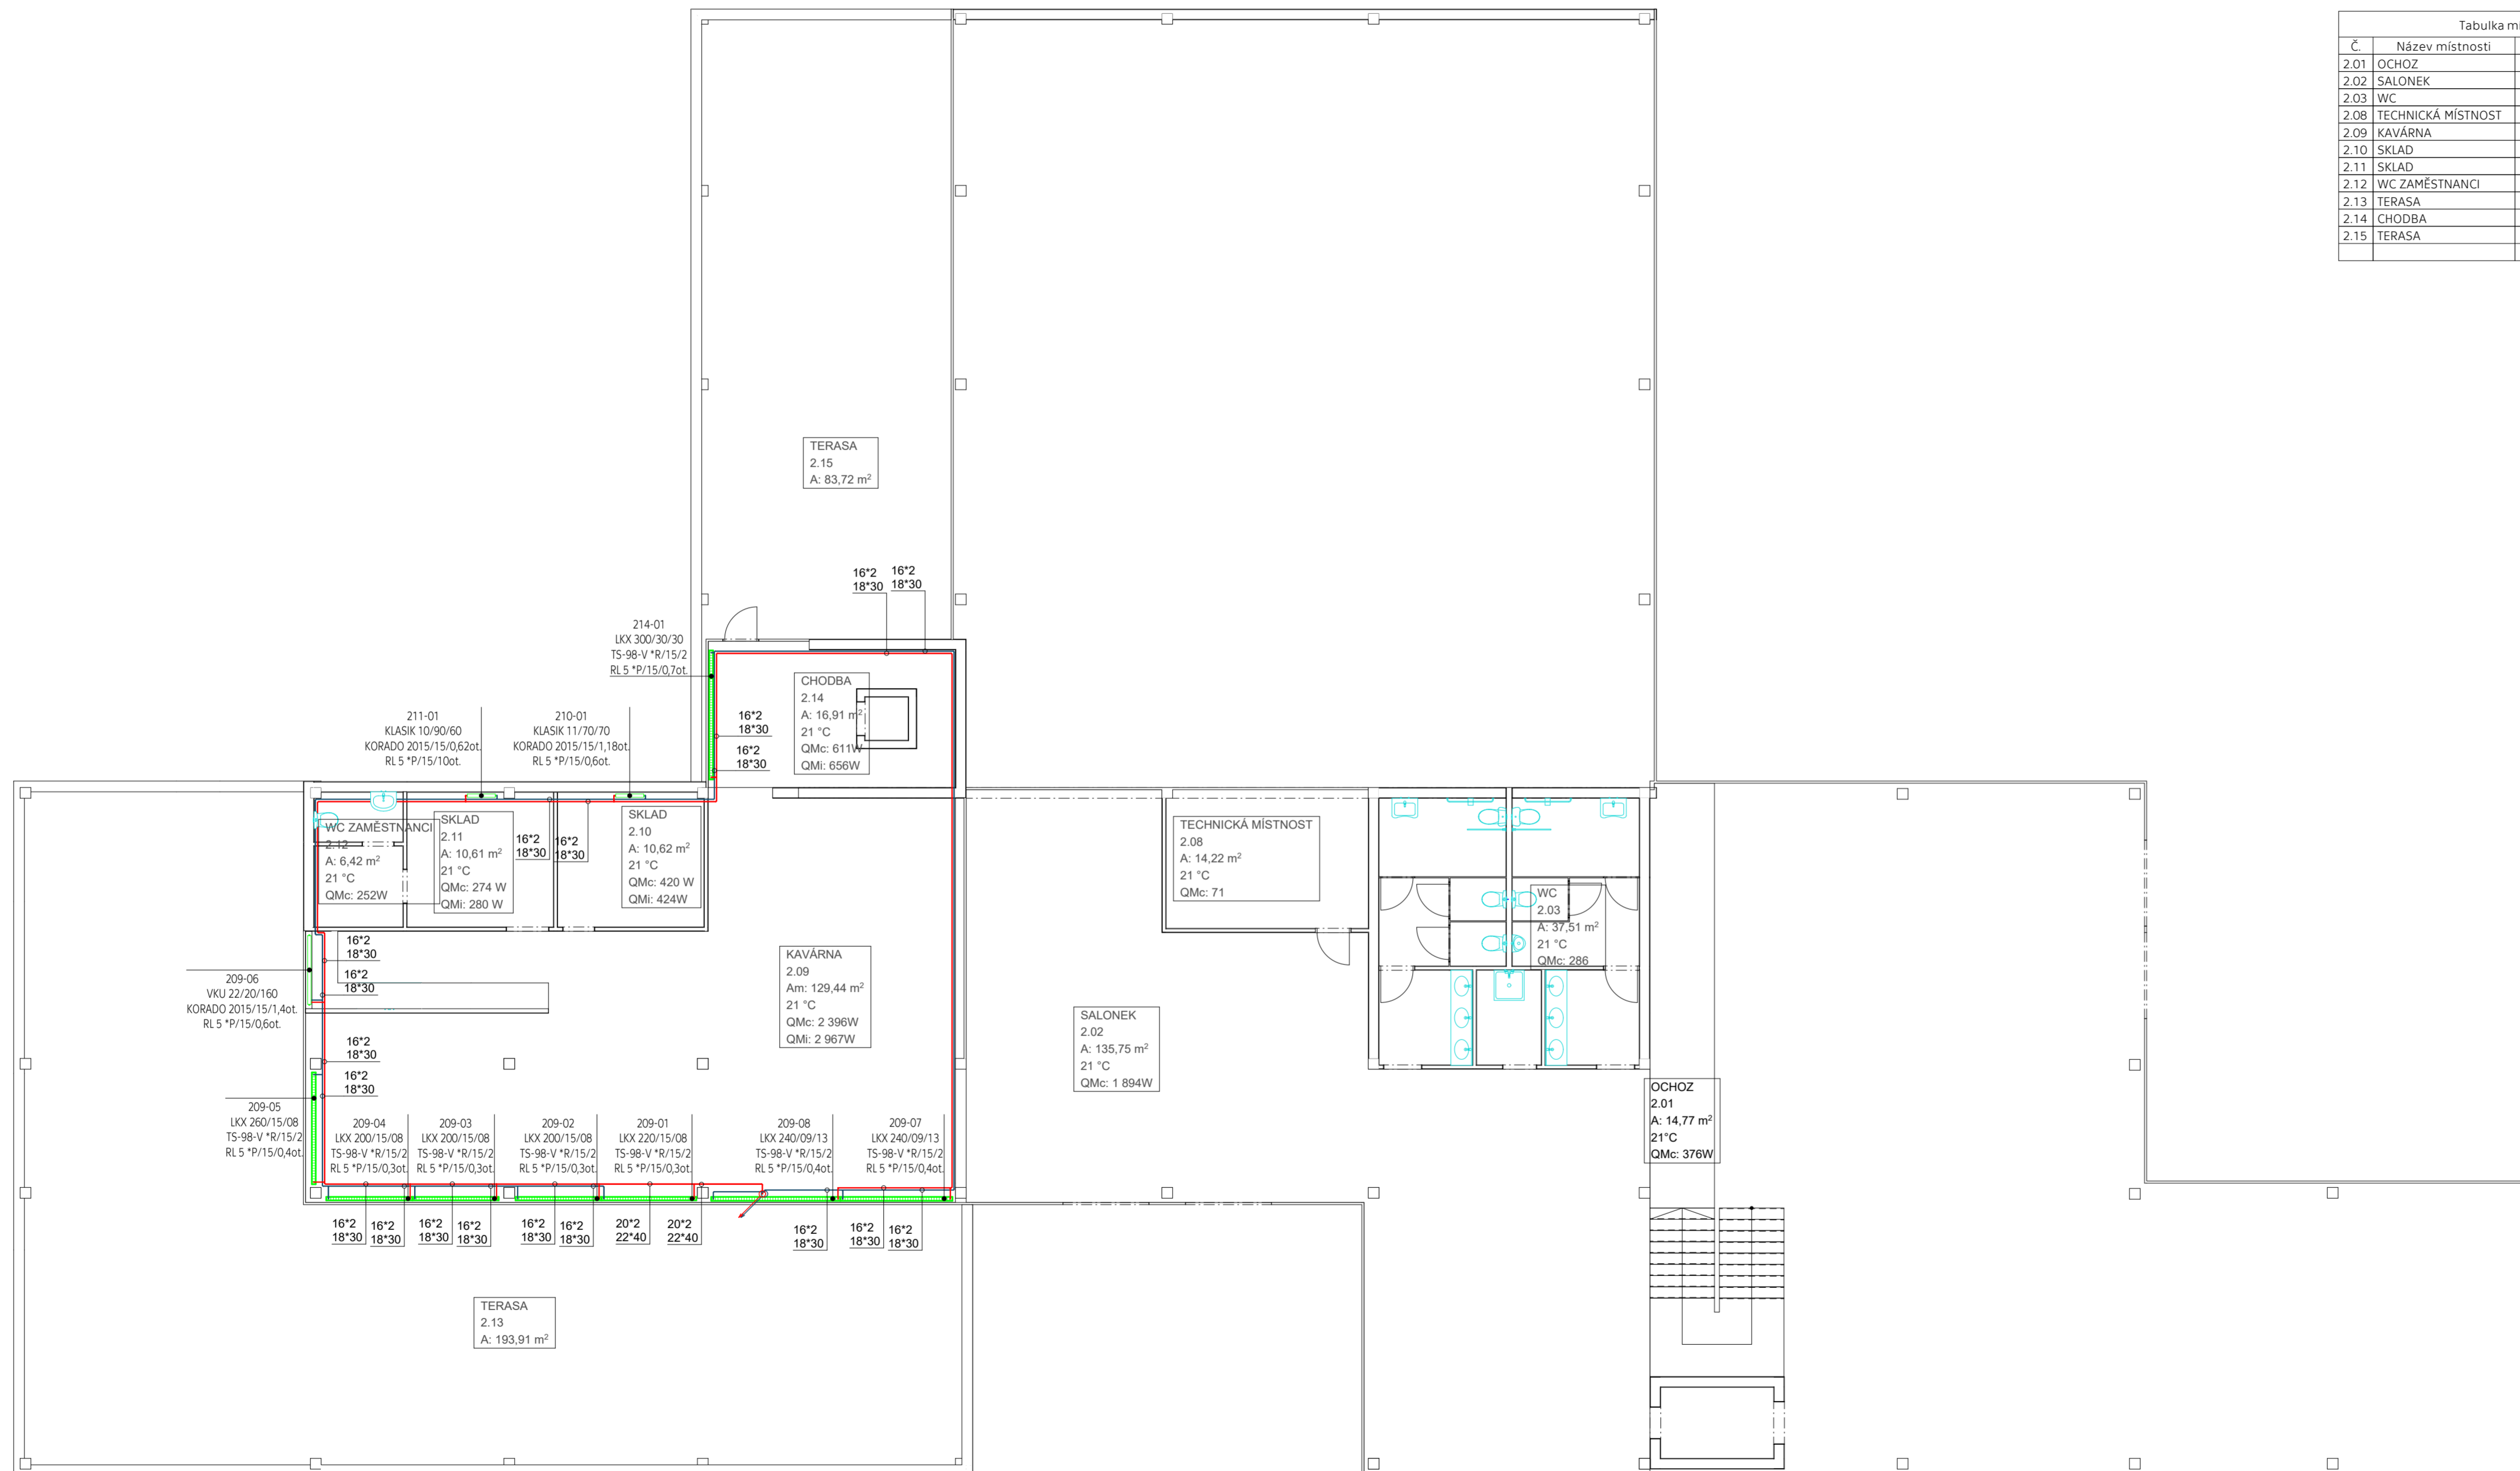 Tabulka mí
Č. Název místnosti
2.01 OCHOZ
2.02 SALONEK
2.03 WC
2.08 TECHNICKÁ MÍSTNOST
2.09 KAVÁRNA
2.10 SKLAD
2.11 SKLAD
2.12 WC ZAMĚSTNANCI
2.13 TERASA
2.14 CHODBA
2.15 TERASA
TERASA
2.15
A: 83,72 m²
16*2
18*30
16*2
18*30
214-01
LKX 300/30/30
TS-98-V *R/15/2
RL 5 *P/15/0,7ot.
CHODBA
2.14
A: 16,91 m²
21 °C
QMc: 611W
QMi: 656W
16*2
18*30
16*2
18*30
211-01
KLASIK 10/90/60
KORADO 2015/15/0,62ot.
RL 5 *P/15/10ot.
210-01
KLASIK 11/70/70
KORADO 2015/15/1,18ot.
RL 5 *P/15/0,6ot.
WC ZAMĚSTNANCI
2.12
A: 6,42 m²
21 °C
QMc: 252W
SKLAD
2.11
A: 10,61 m²
21 °C
QMc: 274 W
QMi: 280 W
16*2
18*30
16*2
18*30
SKLAD
2.10
A: 10,62 m²
21 °C
QMc: 420 W
QMi: 424W
TECHNICKÁ MÍSTNOST
2.08
A: 14,22 m²
21 °C
QMc: 71
WC
2.03
A: 37,51 m²
21 °C
QMc: 286
16*2
18*30
16*2
18*30
209-06
VKU 22/20/160
KORADO 2015/15/1,4ot.
RL 5 *P/15/0,6ot.
KAVÁRNA
2.09
Am: 129,44 m²
21 °C
QMc: 2 396W
QMi: 2 967W
SALONEK
2.02
A: 135,75 m²
21 °C
QMc: 1 894W
16*2
18*30
16*2
18*30
OCHOZ
2.01
A: 14,77 m²
21°C
QMc: 376W
209-05
LKX 260/15/08
TS-98-V *R/15/2
RL 5 *P/15/0,4ot.
209-04
LKX 200/15/08
TS-98-V *R/15/2
RL 5 *P/15/0,3ot.
209-03
LKX 200/15/08
TS-98-V *R/15/2
RL 5 *P/15/0,3ot.
209-02
LKX 200/15/08
TS-98-V *R/15/2
RL 5 *P/15/0,3ot.
209-01
LKX 220/15/08
TS-98-V *R/15/2
RL 5 *P/15/0,3ot.
209-08
LKX 240/09/13
TS-98-V *R/15/2
RL 5 *P/15/0,4ot.
209-07
LKX 240/09/13
TS-98-V *R/15/2
RL 5 *P/15/0,4ot.
16*2
18*30
16*2
18*30
16*2
18*30
16*2
18*30
16*2
18*30
16*2
18*30
20*2
22*40
20*2
22*40
16*2
18*30
16*2
18*30
16*2
18*30
TERASA
2.13
A: 193,91 m²